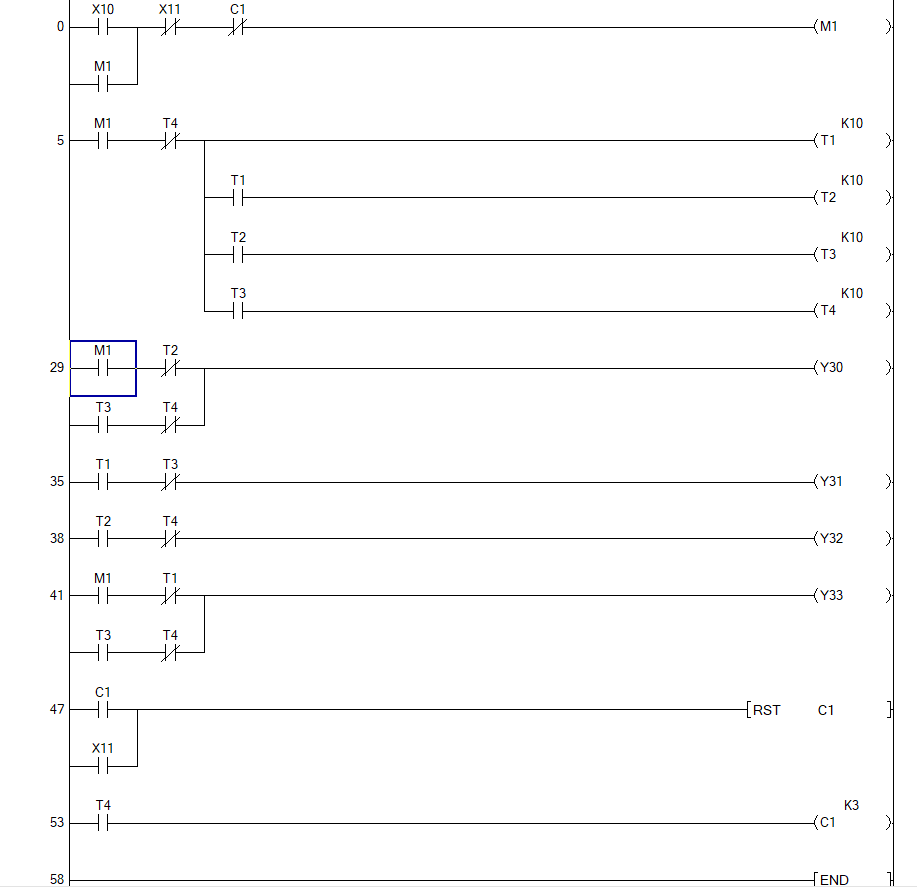 X10 X11 C1
0 M1
M1
M1 T4 K10
5 T1
T1 K10
T2
T2 K10
T3
T3 K10
T4
M1 T2
29 Y30
T3 T4
T1 T3
35 Y31
T2 T4
38 Y32
M1 T1
41 Y33
T3 T4
C1
47 RST C1
X11
T4 K3
53 C1
58 END